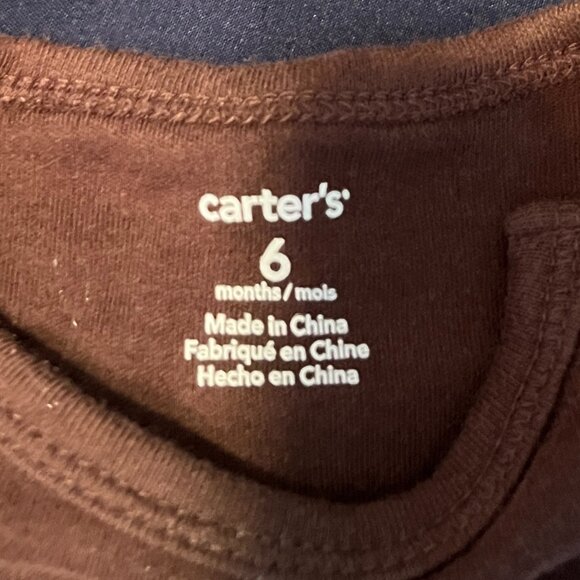 carter's
6
months/mois
Made in China
Fabriqué en Chine
Hecho en China